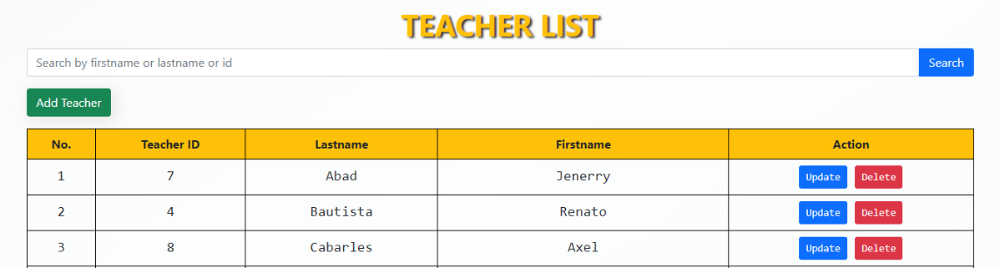 TEACHER LIST
Search by firstname or lastname or id Search
Add Teacher
No. Teacher ID Lastname Firstname Action
1 7 Abad Jenerry Update Delete
2 4 Bautista Renato Update Delete
3 8 Cabarles Axel Update Delete